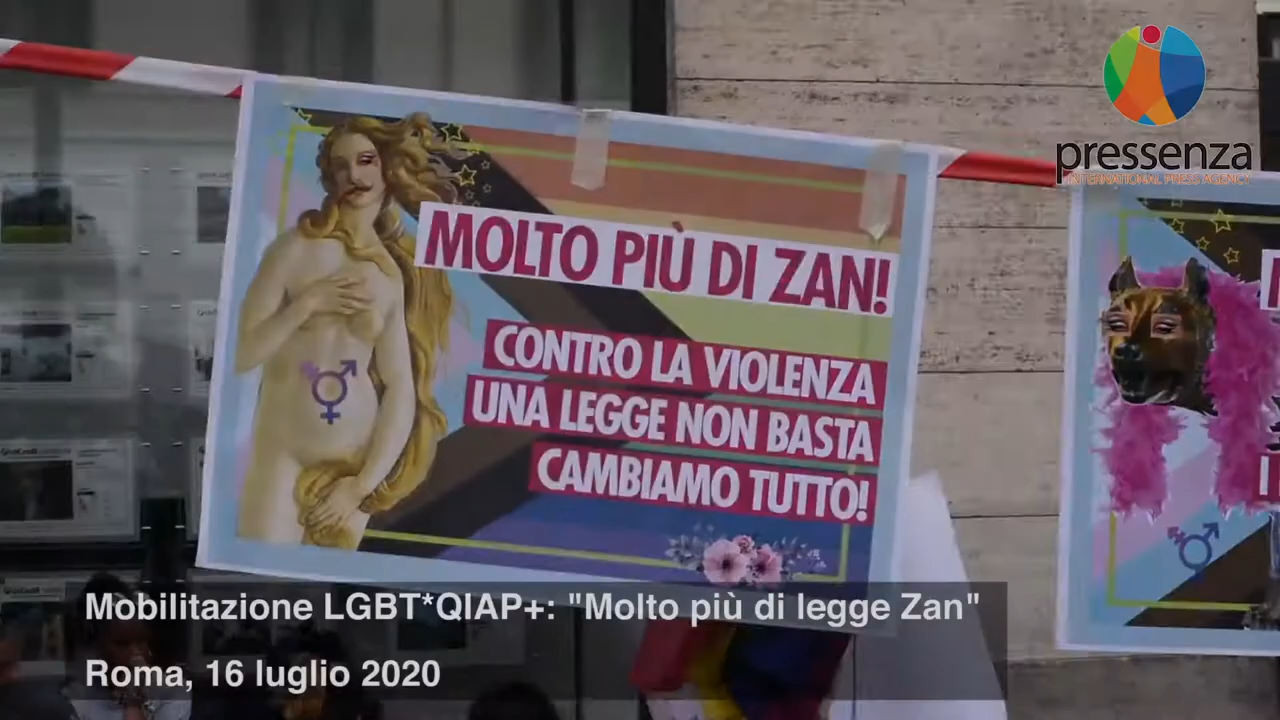 pressenza
INTERNATIONAL PRESS AGENCY
MOLTO PIÙ DI ZAN!
CONTRO LA VIOLENZA
UNA LEGGE NON BASTA
CAMBIAMO TUTTO!
Mobilitazione LGBT*QIAP+: "Molto più di legge Zan"
Roma, 16 luglio 2020